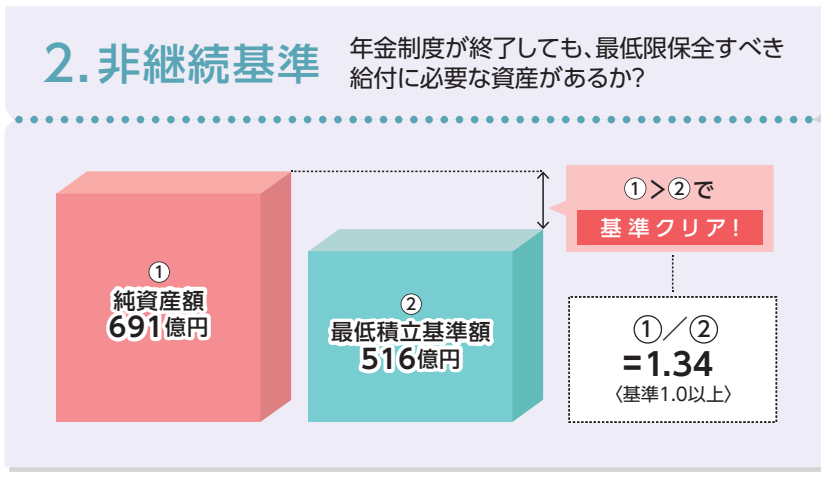 2.非継続基準
年金制度が終了しても、最低限保全すべき
給付に必要な資産があるか?
①>②で
基準クリア!
①
純資産額
691億円
②
最低積立基準額
516億円
①/②
=1.34
〈基準1.0以上〉